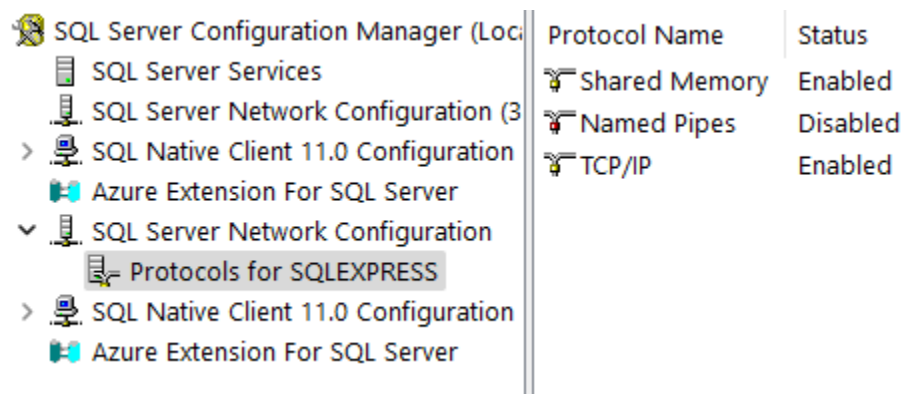 SQL Server Configuration Manager (Loca
SQL Server Services
SQL Server Network Configuration (3
SQL Native Client 11.0 Configuration
Azure Extension For SQL Server
SQL Server Network Configuration
Protocols for SQLEXPRESS
SQL Native Client 11.0 Configuration
Azure Extension For SQL Server
Protocol Name Status
Shared Memory Enabled
Named Pipes Disabled
TCP/IP Enabled